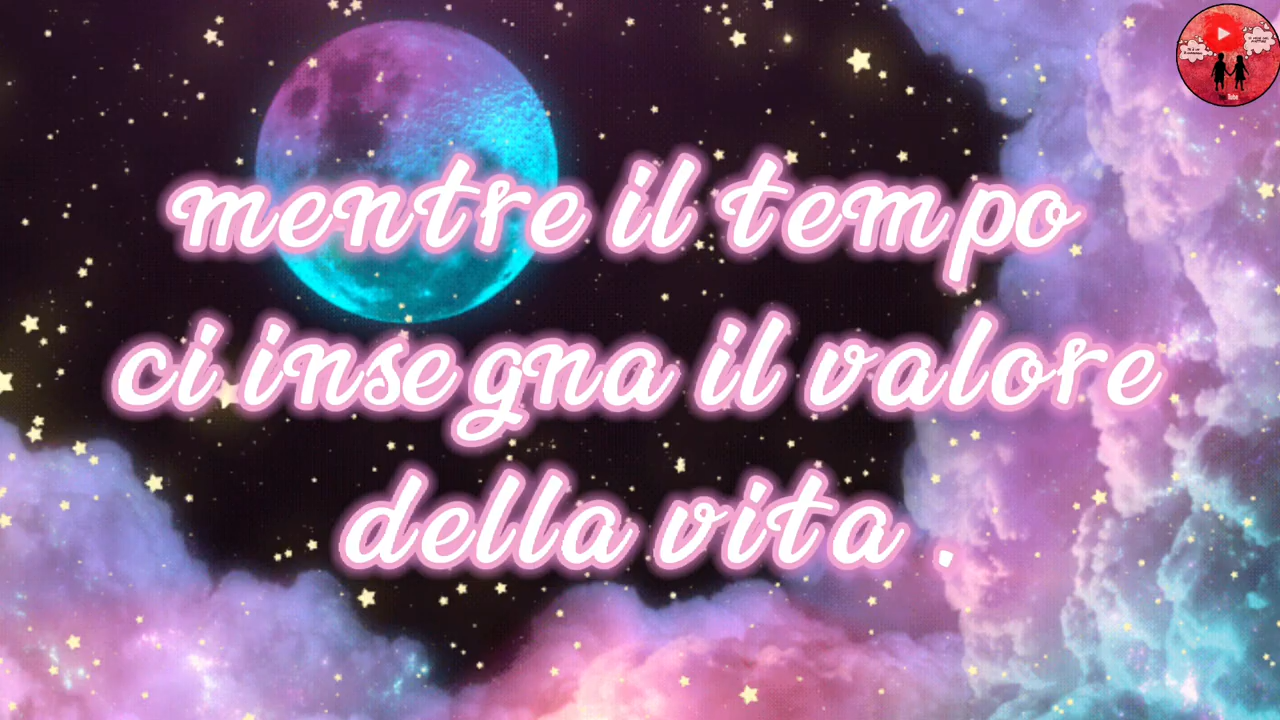 mentre il tempo
ci insegna il valore
della vita .